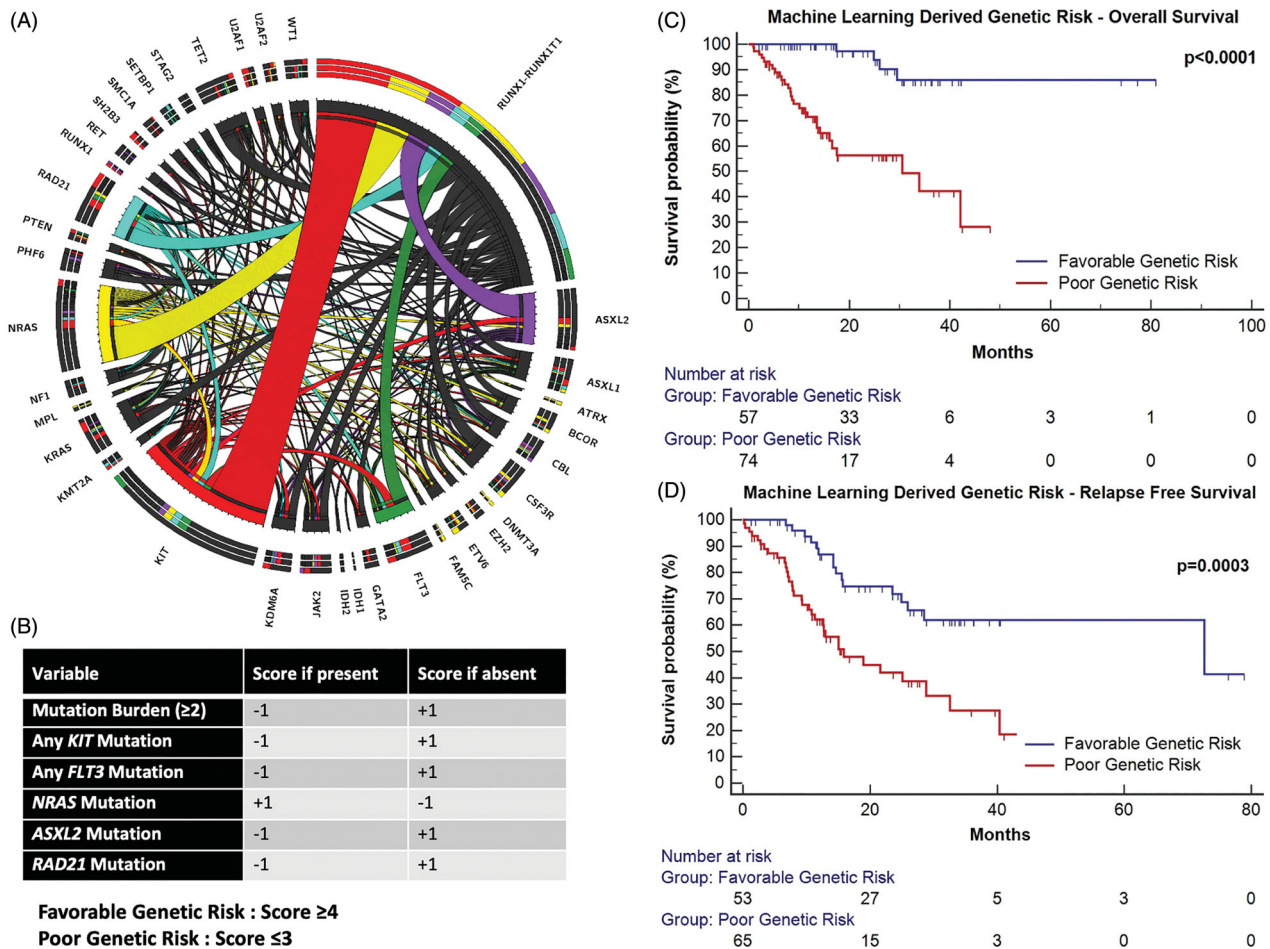 (A)
WT1
U2AF2
U2AF1
TET2
STAG2
SETBP1
SMC1A
SH2B3
RET
RUNX1
RAD21
PTEN
PHF6
NRAS
NF1
MPL
KRAS
KMT2A
KIT
KDM6A
JAK2
IDH2
IDH1
GATA2
FLT3
FAM5C
ETV6
EZH2
DNMT3A
CSF3R
CBL
BCOR
ATRX
ASXL1
ASXL2
RUNX1-RUNX1T1
(B)
Variable Score if present Score if absent
Mutation Burden (≥2) -1 +1
Any KIT Mutation -1 +1
Any FLT3 Mutation -1 +1
NRAS Mutation +1 -1
ASXL2 Mutation -1 +1
RAD21 Mutation -1 +1
Favorable Genetic Risk : Score ≥4
Poor Genetic Risk : Score ≤3
(C)
Machine Learning Derived Genetic Risk - Overall Survival
p<0.0001
Survival probability (%)
100
90
80
70
60
50
40
30
20
10
0
Favorable Genetic Risk
Poor Genetic Risk
0 20 40 60 80 100
Months
Number at risk
Group: Favorable Genetic Risk
57 33 6 3 1 0
Group: Poor Genetic Risk
74 17 4 0 0 0
(D)
Machine Learning Derived Genetic Risk - Relapse Free Survival
p=0.0003
Survival probability (%)
100
90
80
70
60
50
40
30
20
10
0
Favorable Genetic Risk
Poor Genetic Risk
0 20 40 60 80
Months
Number at risk
Group: Favorable Genetic Risk
53 27 5 3 0
Group: Poor Genetic Risk
65 15 3 0 0